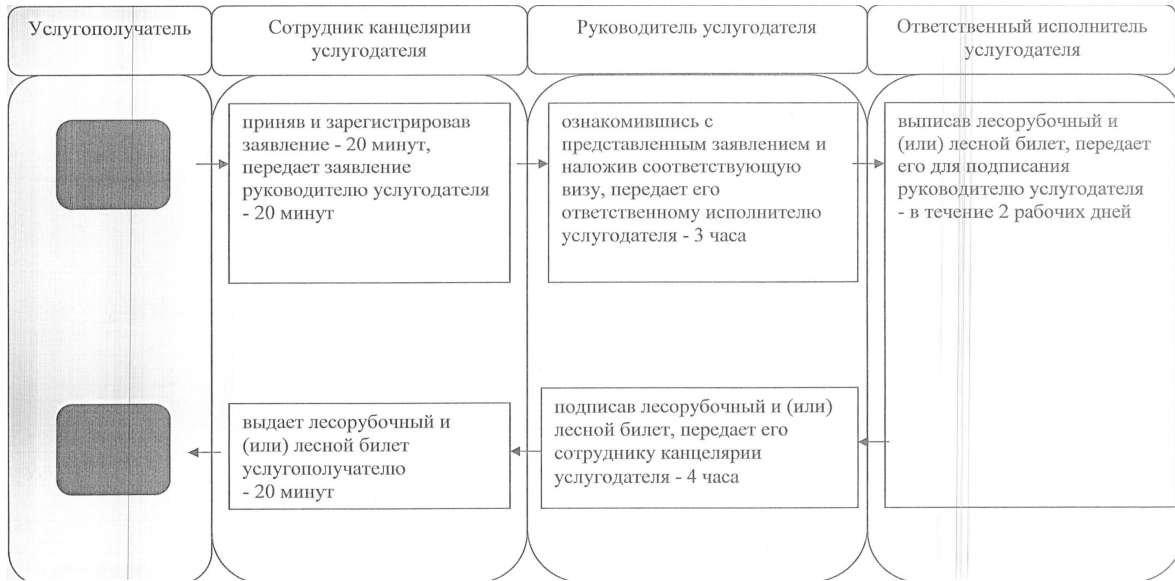 Услугополучатель
Сотрудник канцелярии
услугодателя
Руководитель услугодателя
Ответственный исполнитель
услугодателя
приняв и зарегистрировав
заявление - 20 минут,
передает заявление
руководителю услугодателя
- 20 минут
ознакомившись с
представленным заявлением и
наложив соответствующую
визу, передает его
ответственному исполнителю
услугодателя - 3 часа
выписав лесорубочный и
(или) лесной билет, передает
его для подписания
руководителю услугодателя
- в течение 2 рабочих дней
подписав лесорубочный и (или)
лесной билет, передает его
сотруднику канцелярии
услугодателя - 4 часа
выдает лесорубочный и
(или) лесной билет
услугополучателю
- 20 минут